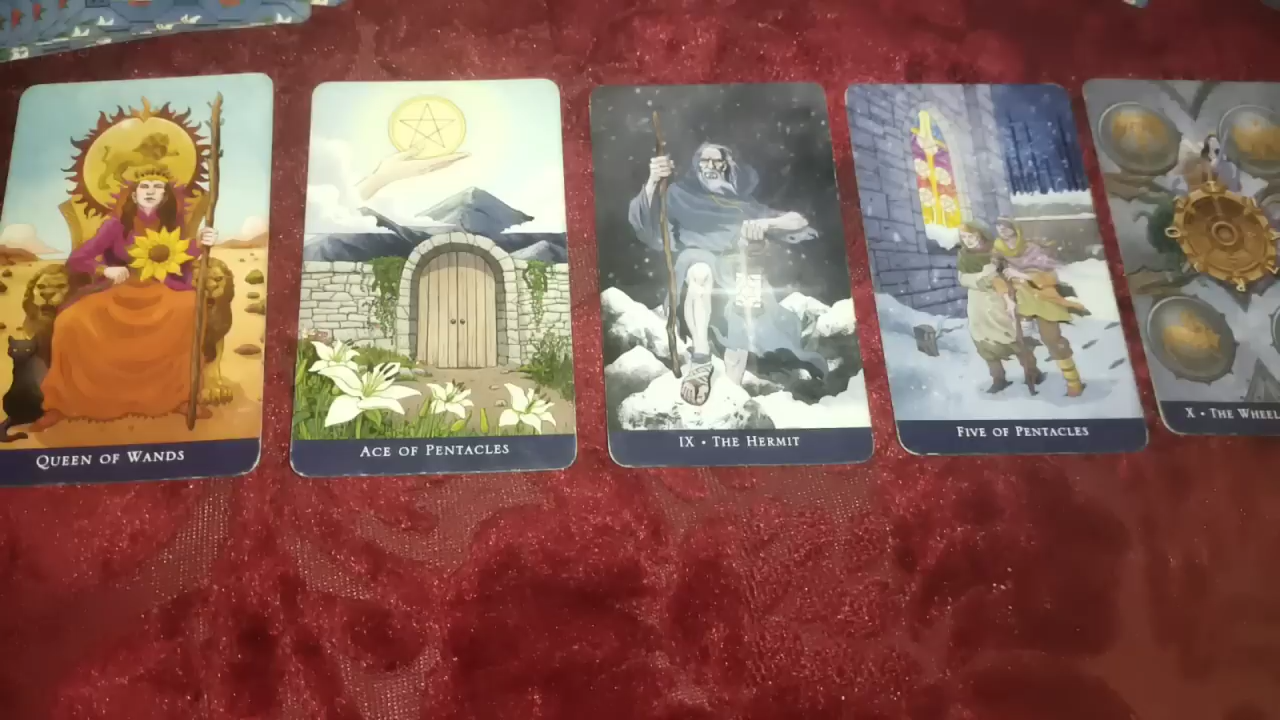 QUEEN OF WANDS
ACE OF PENTACLES
IX • THE HERMIT
FIVE OF PENTACLES
X • THE WHEEL